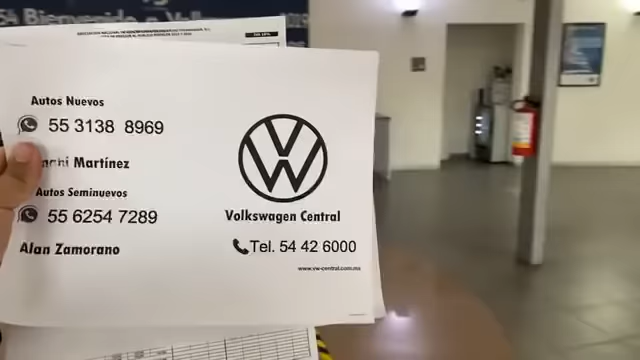 Bienvenido a
Autos Nuevos
55 3138 8969
Martínez
Autos Seminuevos
55 6254 7289
Alan Zamorano
Volkswagen Central
Tel. 54 42 6000
www.vw-central.com.mx